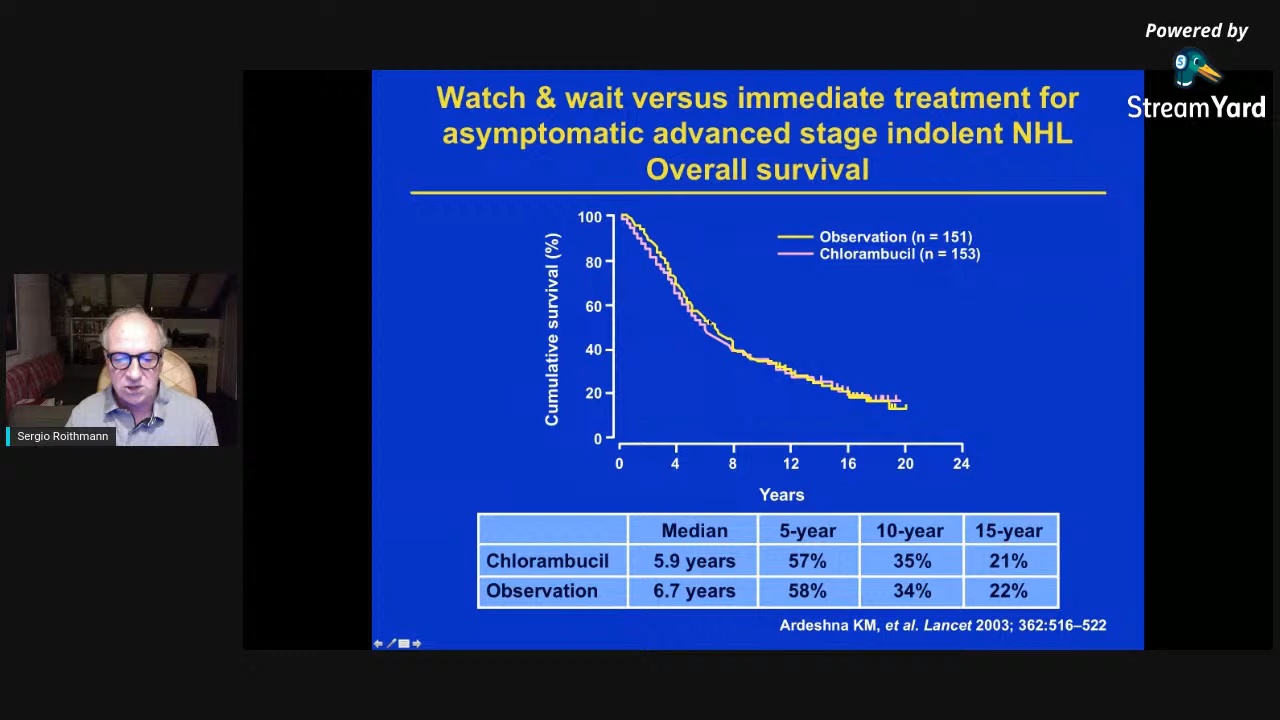 Powered by
StreamYard
Watch & wait versus immediate treatment for
asymptomatic advanced stage indolent NHL
Overall survival
Cumulative survival (%)
100
80
60
40
20
0
Observation (n = 151)
Chlorambucil (n = 153)
0 4 8 12 16 20 24
Years
Median 5-year 10-year 15-year
Chlorambucil 5.9 years 57% 35% 21%
Observation 6.7 years 58% 34% 22%
Ardeshna KM, et al. Lancet 2003; 362:516–522
Sergio Roithmann